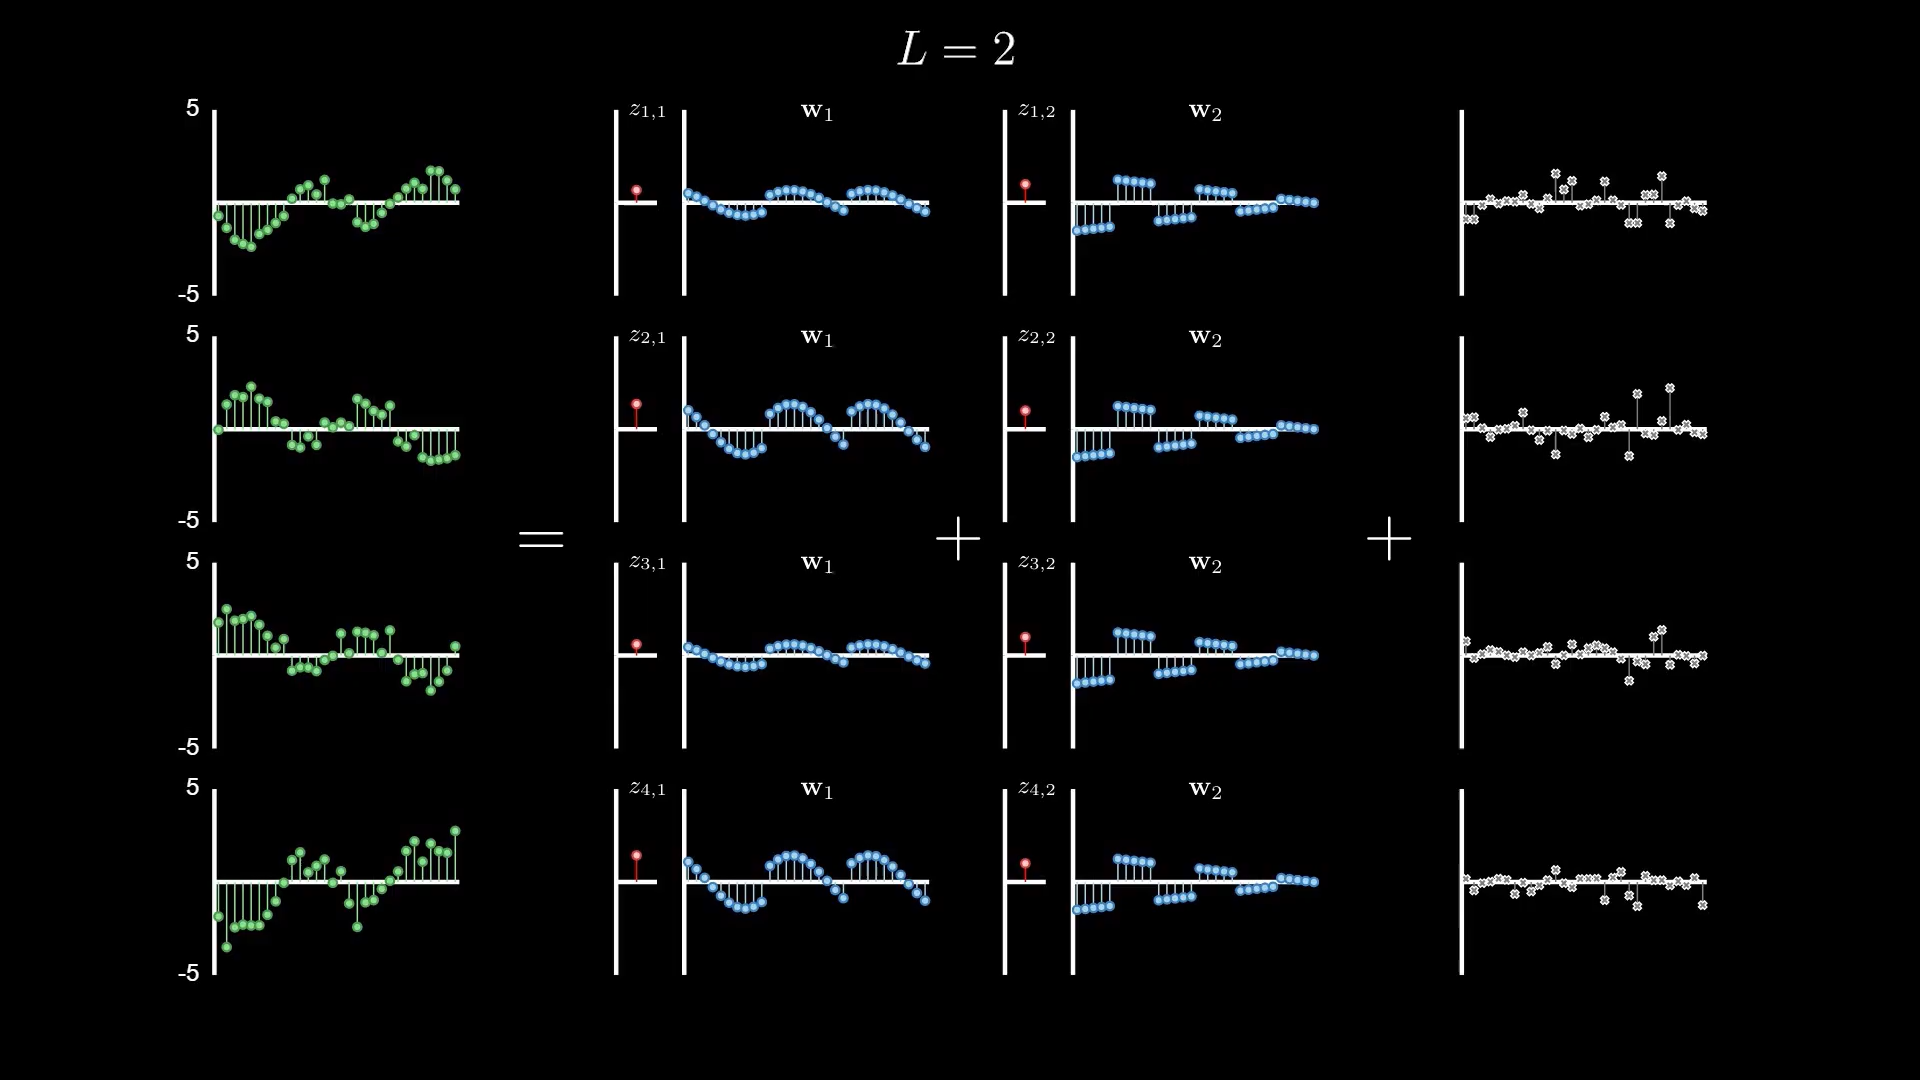 L = 2
5 z₁,₁ w₁ z₁,₂ w₂
-5
5 z₂,₁ w₁ z₂,₂ w₂
-5
= + +
5 z₃,₁ w₁ z₃,₂ w₂
-5
5 z₄,₁ w₁ z₄,₂ w₂
-5